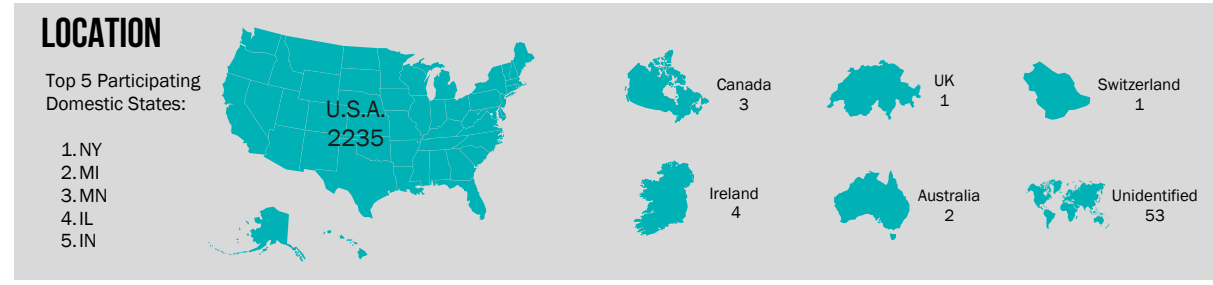 LOCATION
Top 5 Participating
Domestic States:
1. NY
2. MI
3. MN
4. IL
5. IN
U.S.A.
2235
Canada
3
UK
1
Switzerland
1
Ireland
4
Australia
2
Unidentified
53